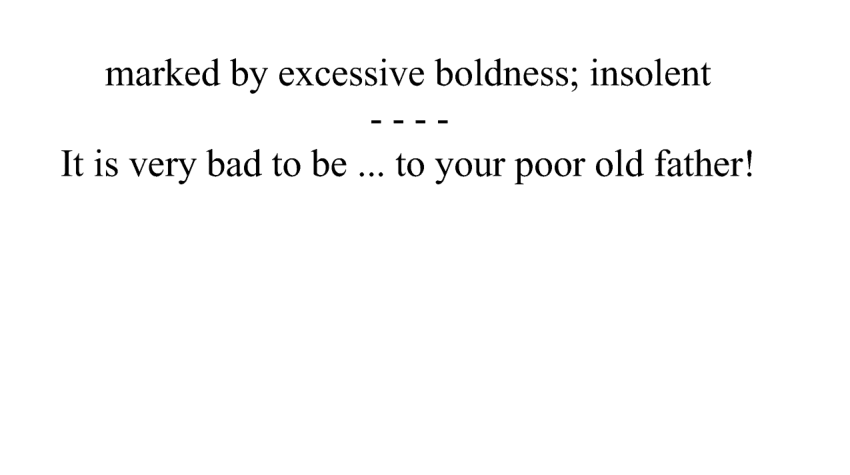 marked by excessive boldness; insolent
- - - -
It is very bad to be ... to your poor old father!